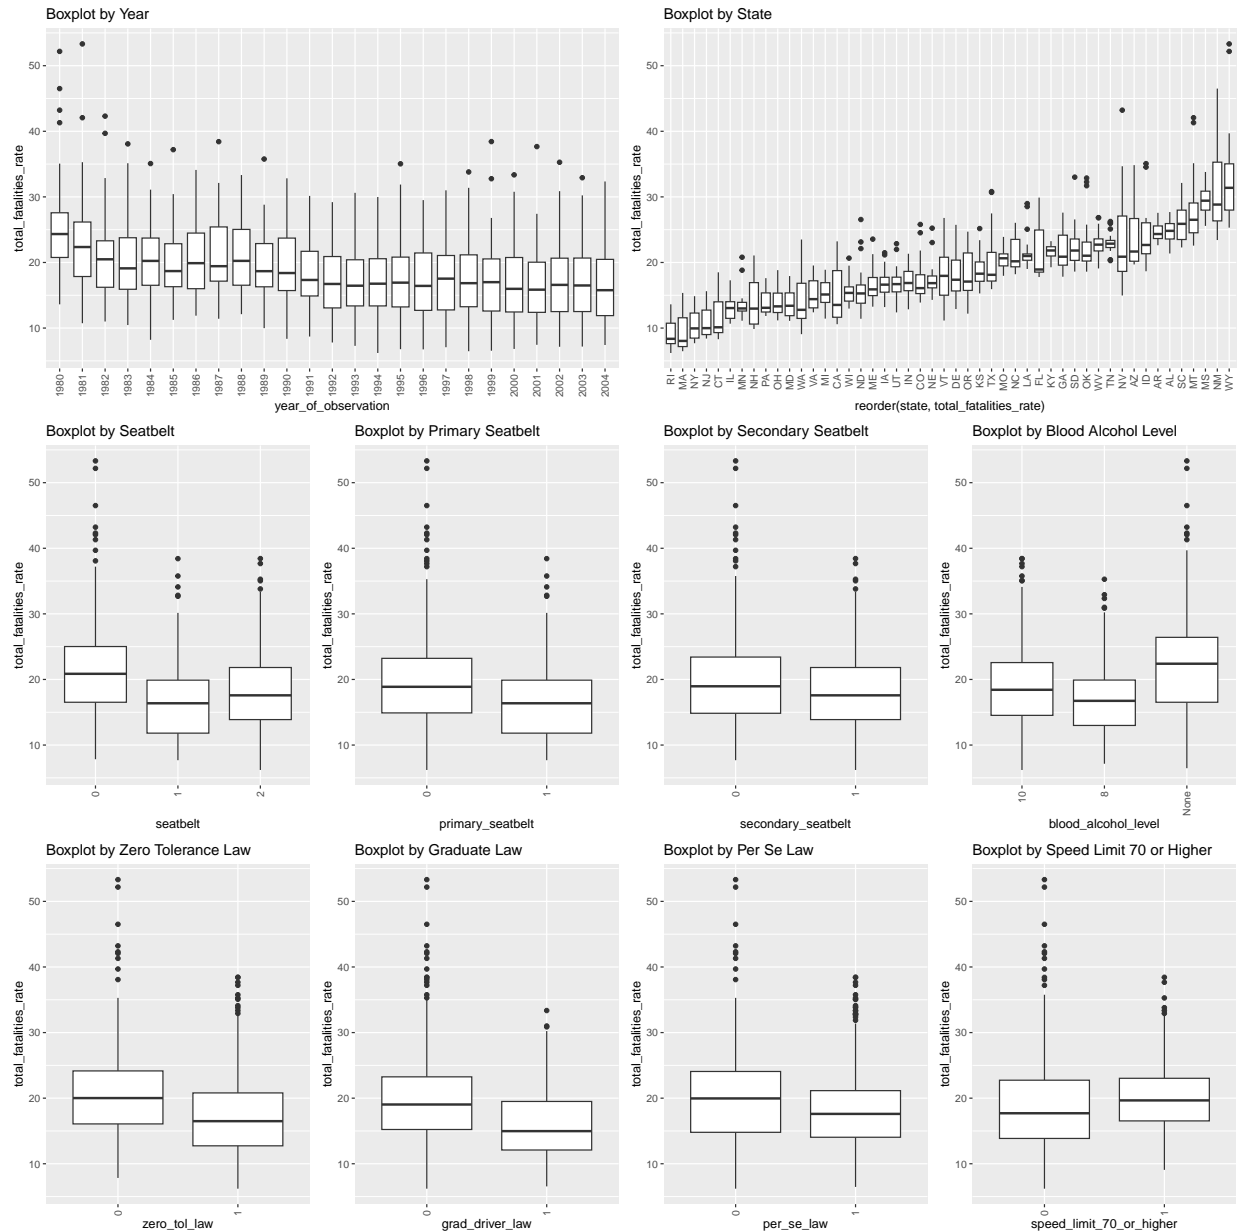 Boxplot by Year
Boxplot by State
total_fatalities_rate
50
40
30
20
10
1980 1981 1982 1983 1984 1985 1986 1987 1988 1989 1990 1991 1992 1993 1994 1995 1996 1997 1998 1999 2000 2001 2002 2003 2004
year_of_observation
total_fatalities_rate
50
40
30
20
10
RI MA NY NJ CT IL MN NH PA OH MD WA VA MI CA WI ND ME IA UT IN CO NE VT DE OR KS TX MO NC LA FL KY GA SD OK WV TN NV AZ ID AR AL SC MT MS NM WY
reorder(state, total_fatalities_rate)
Boxplot by Seatbelt
Boxplot by Primary Seatbelt
Boxplot by Secondary Seatbelt
Boxplot by Blood Alcohol Level
total_fatalities_rate
50
40
30
20
10
0 1 2
seatbelt
total_fatalities_rate
50
40
30
20
10
0 1
primary_seatbelt
total_fatalities_rate
50
40
30
20
10
0 1
secondary_seatbelt
total_fatalities_rate
50
40
30
20
10
10 8 None
blood_alcohol_level
Boxplot by Zero Tolerance Law
Boxplot by Graduate Law
Boxplot by Per Se Law
Boxplot by Speed Limit 70 or Higher
total_fatalities_rate
50
40
30
20
10
0 1
zero_tol_law
total_fatalities_rate
50
40
30
20
10
0 1
grad_driver_law
total_fatalities_rate
50
40
30
20
10
0 1
per_se_law
total_fatalities_rate
50
40
30
20
10
0 1
speed_limit_70_or_higher